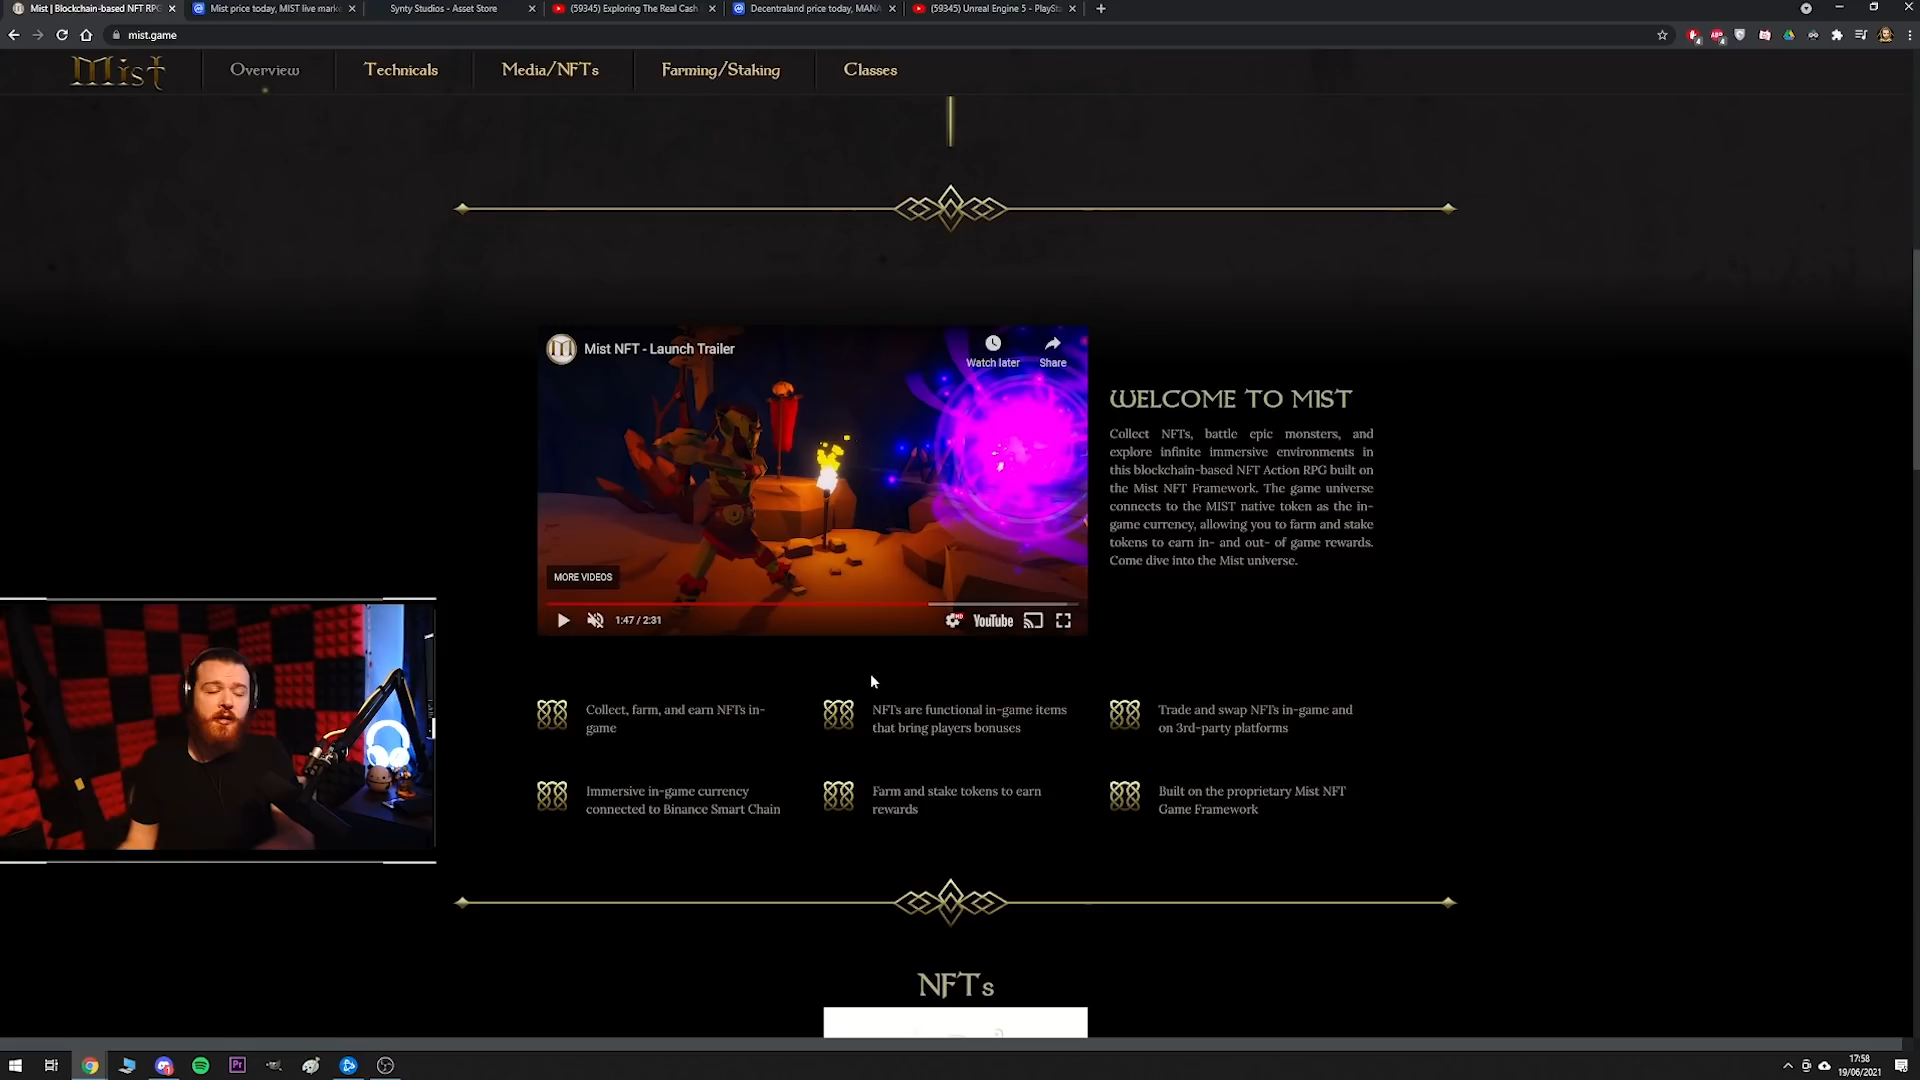 Mist | Blockchain-based NFT RPG
Mist price today, MIST live mark
Synty Studios - Asset Store
(59345) Exploring The Real Cash
Decentraland price today, MANA
(59345) Unreal Engine 5 - PlaySta
mist.game
Mist
Overview
Technicals
Media/NFTs
Farming/Staking
Classes
Mist NFT - Launch Trailer
Watch later
Share
MORE VIDEOS
1:47 / 2:31
HD
YouTube
WELCOME TO MIST
Collect NFTs, battle epic monsters, and
explore infinite immersive environments in
this blockchain-based NFT Action RPG built on
the Mist NFT Framework. The game universe
connects to the MIST native token as the in-
game currency, allowing you to farm and stake
tokens to earn in- and out- of game rewards.
Come dive into the Mist universe.
Collect, farm, and earn NFTs in-
game
NFTs are functional in-game items
that bring players bonuses
Trade and swap NFTs in-game and
on 3rd-party platforms
Immersive in-game currency
connected to Binance Smart Chain
Farm and stake tokens to earn
rewards
Built on the proprietary Mist NFT
Game Framework
NFTs
Pr
17:58
19/06/2021